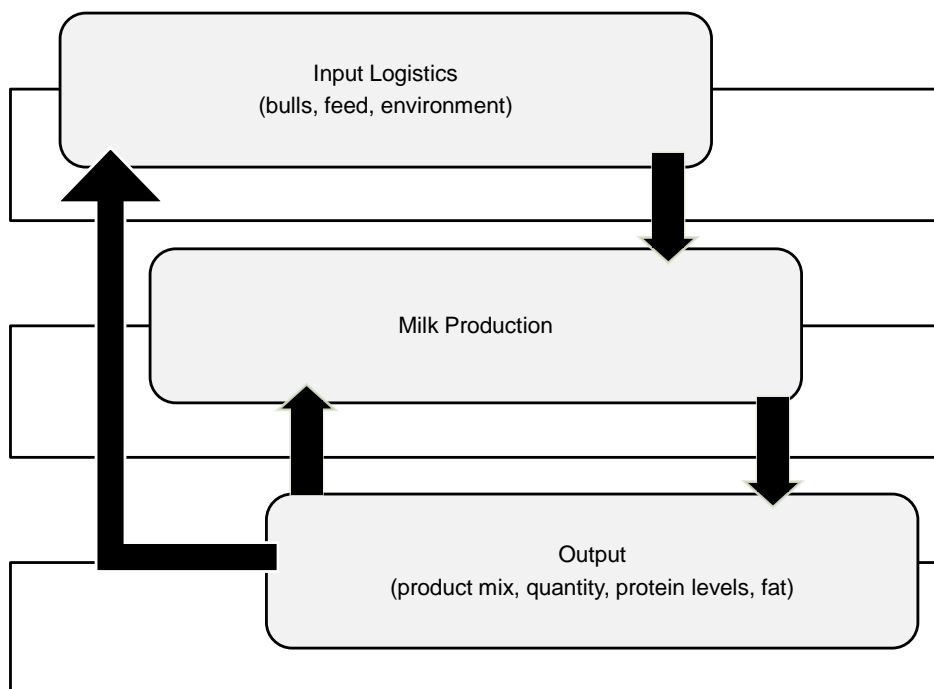 Input Logistics
(bulls, feed, environment)
Milk Production
Output
(product mix, quantity, protein levels, fat)